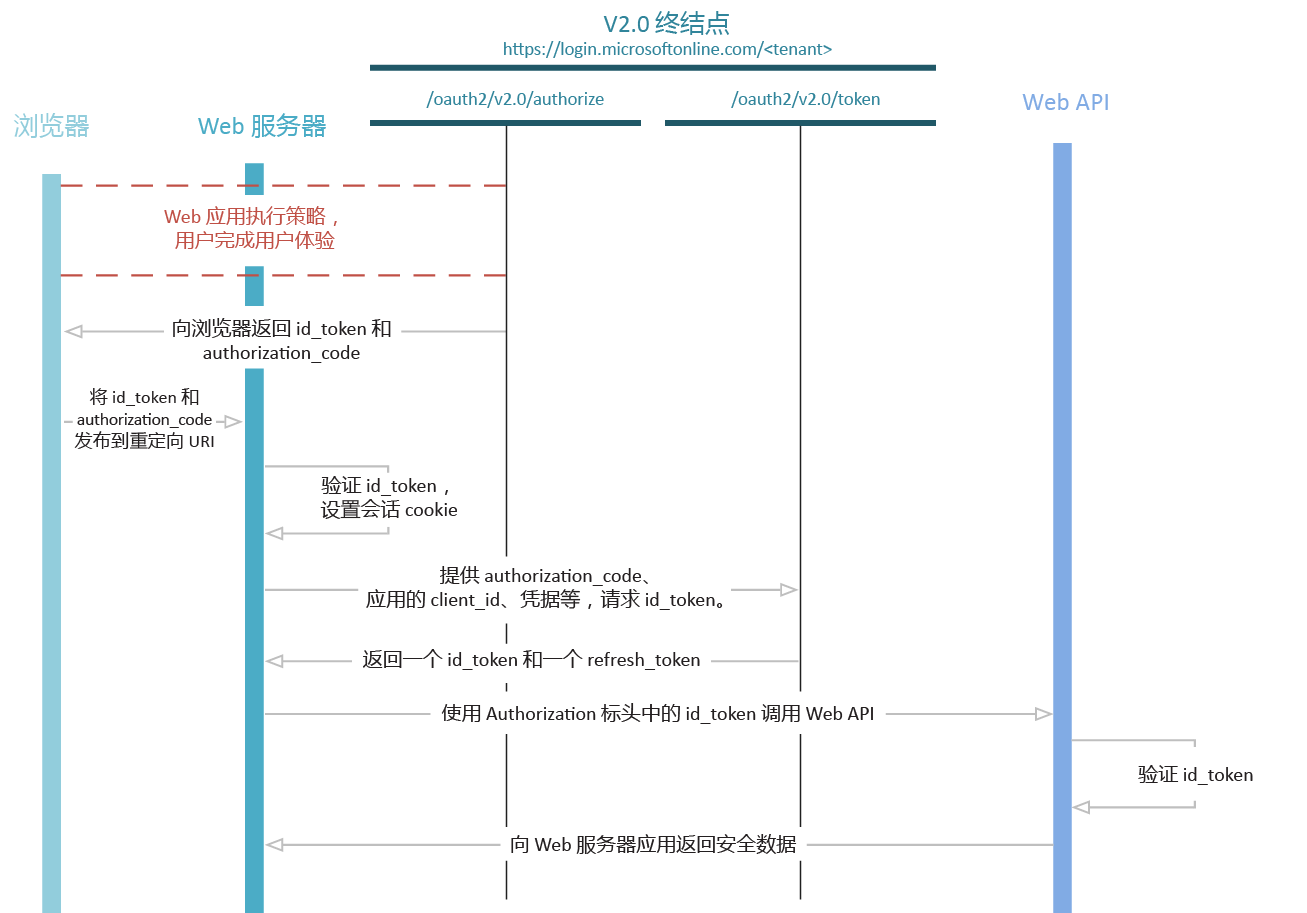 V2.0 终结点
https://login.microsoftonline.com/<tenant>
/oauth2/v2.0/authorize
/oauth2/v2.0/token
Web API
浏览器
Web 服务器
Web 应用执行策略，
用户完成用户体验
向浏览器返回 id_token 和
authorization_code
将 id_token 和
authorization_code
发布到重定向 URI
验证 id_token，
设置会话 cookie
提供 authorization_code、
应用的 client_id、凭据等，请求 id_token。
返回一个 id_token 和一个 refresh_token
使用 Authorization 标头中的 id_token 调用 Web API
验证 id_token
向 Web 服务器应用返回安全数据